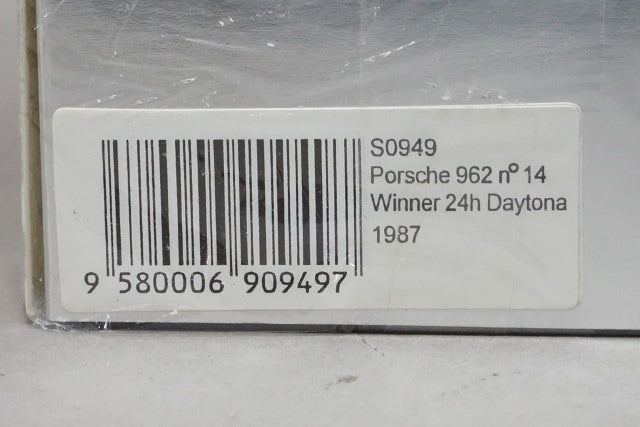 S0949
Porsche 962 nº 14
Winner 24h Daytona
1987
9 580006 909497